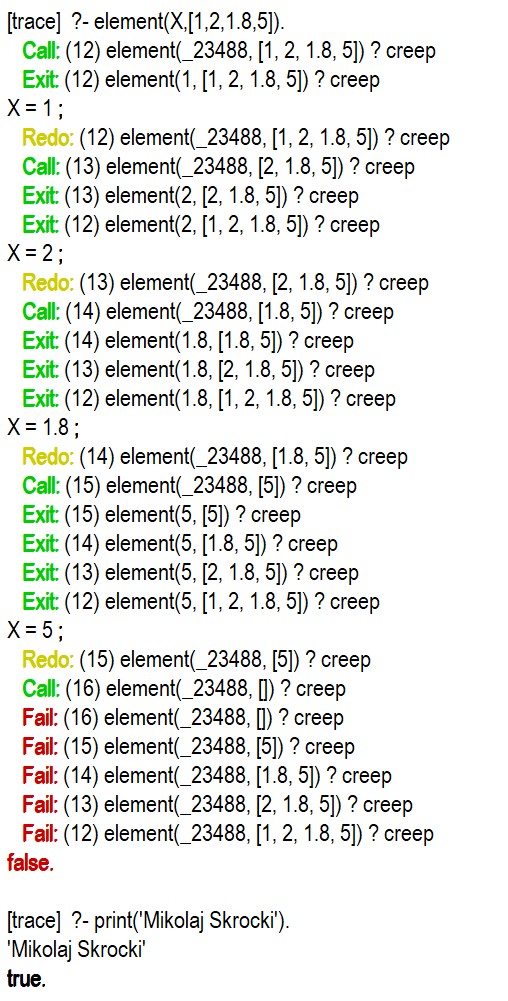 [trace]  ?- element(X,[1,2,1.8,5]).
Call: (12) element(_23488, [1, 2, 1.8, 5]) ? creep
Exit: (12) element(1, [1, 2, 1.8, 5]) ? creep
X = 1 ;
Redo: (12) element(_23488, [1, 2, 1.8, 5]) ? creep
Call: (13) element(_23488, [2, 1.8, 5]) ? creep
Exit: (13) element(2, [2, 1.8, 5]) ? creep
Exit: (12) element(2, [1, 2, 1.8, 5]) ? creep
X = 2 ;
Redo: (13) element(_23488, [2, 1.8, 5]) ? creep
Call: (14) element(_23488, [1.8, 5]) ? creep
Exit: (14) element(1.8, [1.8, 5]) ? creep
Exit: (13) element(1.8, [2, 1.8, 5]) ? creep
Exit: (12) element(1.8, [1, 2, 1.8, 5]) ? creep
X = 1.8 ;
Redo: (14) element(_23488, [1.8, 5]) ? creep
Call: (15) element(_23488, [5]) ? creep
Exit: (15) element(5, [5]) ? creep
Exit: (14) element(5, [1.8, 5]) ? creep
Exit: (13) element(5, [2, 1.8, 5]) ? creep
Exit: (12) element(5, [1, 2, 1.8, 5]) ? creep
X = 5 ;
Redo: (15) element(_23488, [5]) ? creep
Call: (16) element(_23488, []) ? creep
Fail: (16) element(_23488, []) ? creep
Fail: (15) element(_23488, [5]) ? creep
Fail: (14) element(_23488, [1.8, 5]) ? creep
Fail: (13) element(_23488, [2, 1.8, 5]) ? creep
Fail: (12) element(_23488, [1, 2, 1.8, 5]) ? creep
false.
[trace]  ?- print('Mikolaj Skrocki').
'Mikolaj Skrocki'
true.